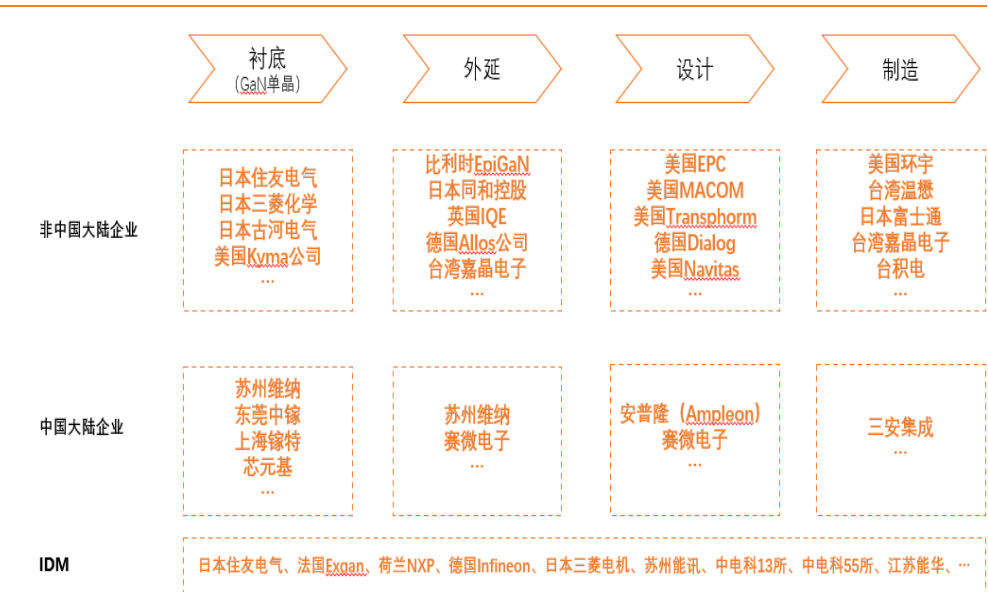 衬底
(GaN单晶)
外延
设计
制造
非中国大陆企业
日本住友电气
日本三菱化学
日本古河电气
美国Kyma公司
…
比利时EpiGaN
日本同和控股
英国IQE
德国Allos公司
台湾嘉晶电子
…
美国EPC
美国MACOM
美国Transphorm
德国Dialog
美国Navitas
…
美国环宇
台湾温懋
日本富士通
台湾嘉晶电子
台积电
…
中国大陆企业
苏州维纳
东莞中镓
上海镓特
芯元基
…
苏州维纳
赛微电子
…
安普隆（Ampleon）
赛微电子
…
三安集成
…
IDM
日本住友电气、法国Exgan、荷兰NXP、德国Infineon、日本三菱电机、苏州能讯、中电科13所、中电科55所、江苏能华、…